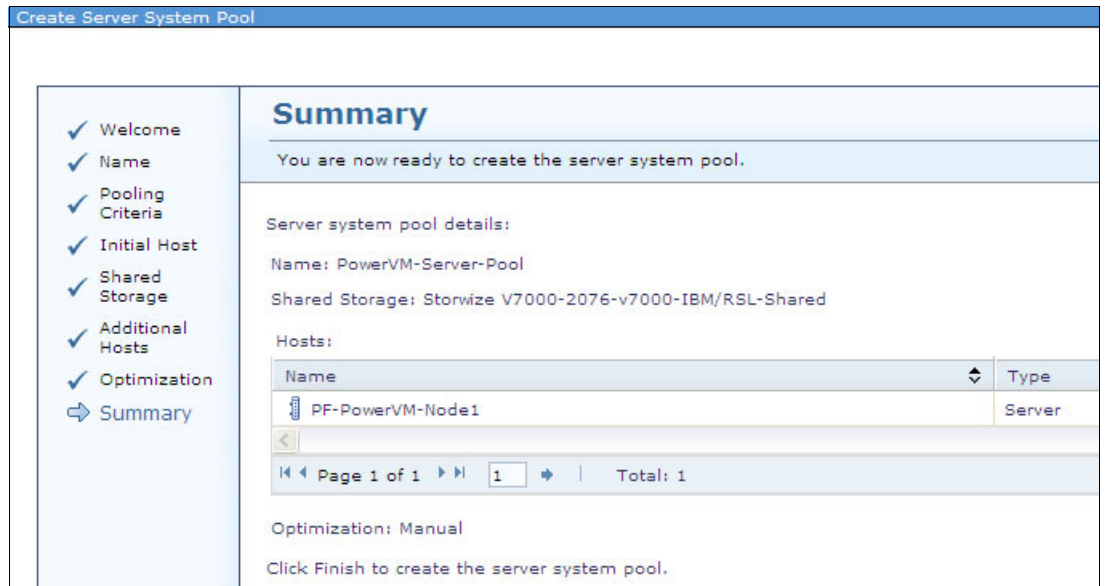 Create Server System Pool
Welcome
Name
Pooling
Criteria
Initial Host
Shared
Storage
Additional
Hosts
Optimization
Summary
Summary
You are now ready to create the server system pool.
Server system pool details:
Name: PowerVM-Server-Pool
Shared Storage: Storwize V7000-2076-v7000-IBM/RSL-Shared
Hosts:
Name Type
PF-PowerVM-Node1 Server
Page 1 of 1 1 Total: 1
Optimization: Manual
Click Finish to create the server system pool.